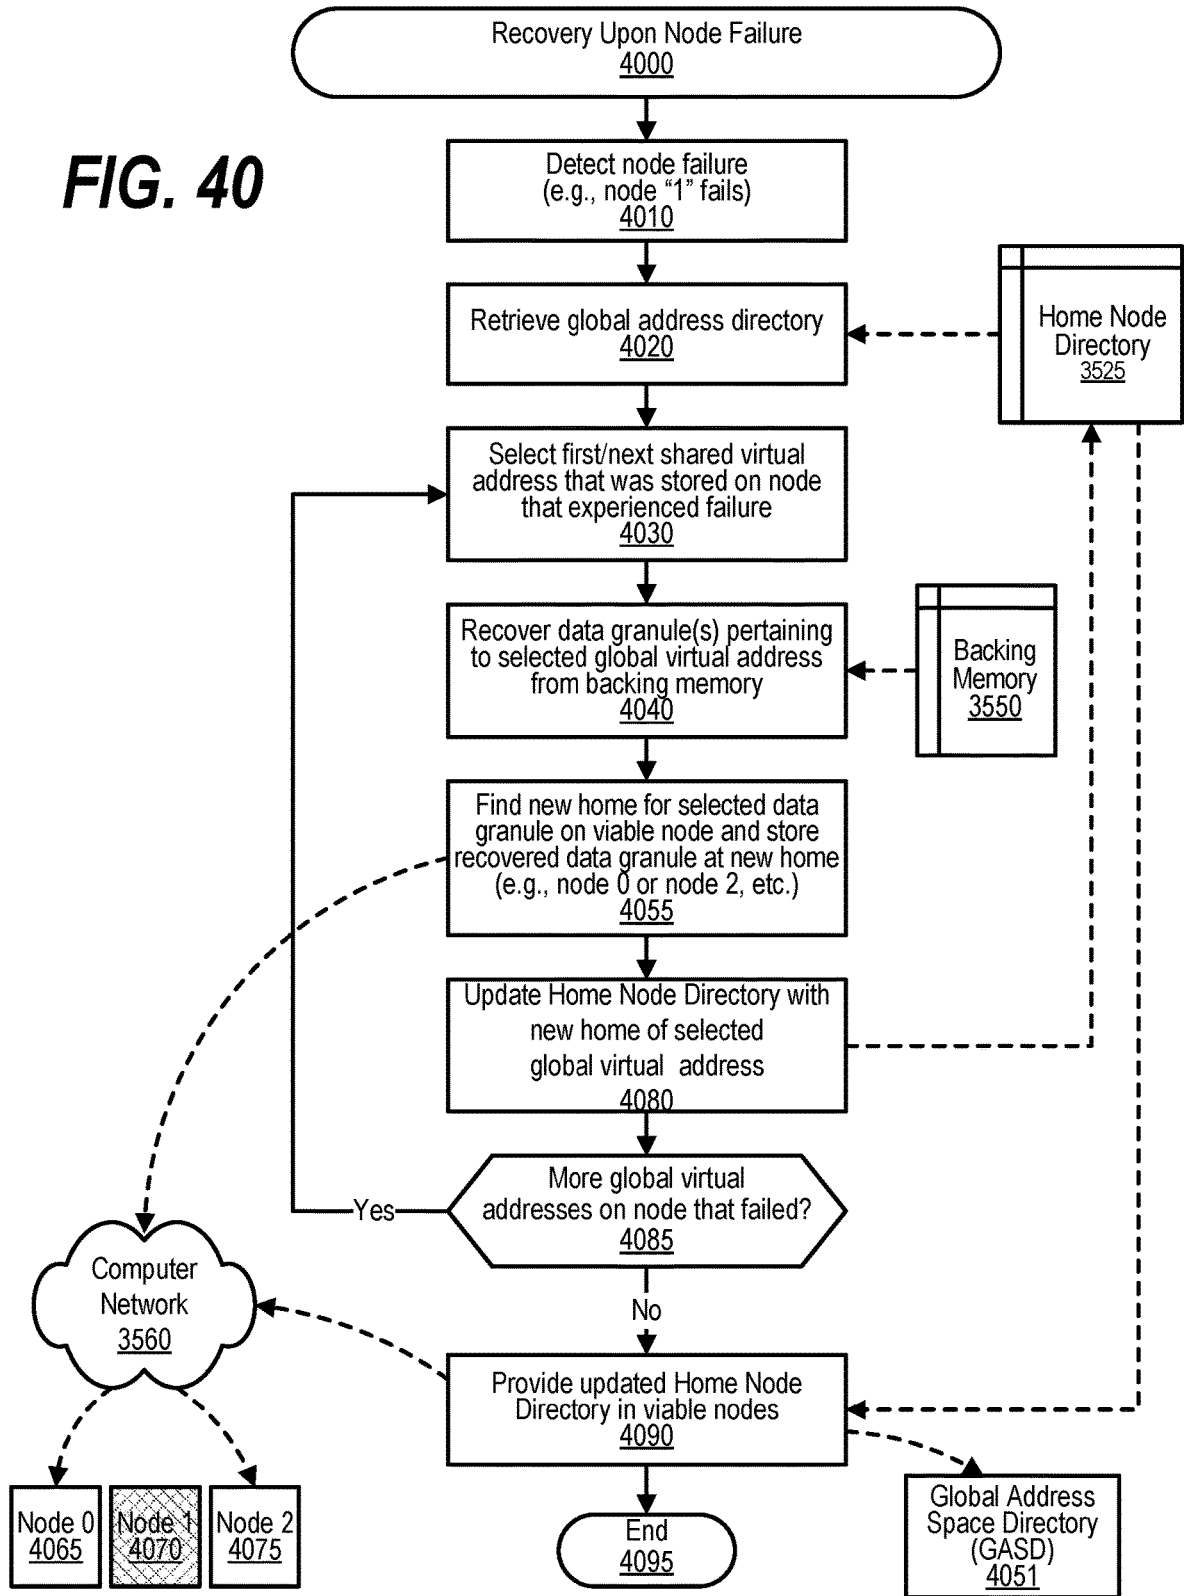 Recovery Upon Node Failure
4000
FIG. 40
Detect node failure
(e.g., node “1” fails)
4010
Retrieve global address directory
4020
Home Node
Directory
3525
Select first/next shared virtual
address that was stored on node
that experienced failure
4030
Recover data granule(s) pertaining
to selected global virtual address
from backing memory
4040
Backing
Memory
3550
Find new home for selected data
granule on viable node and store
recovered data granule at new home
(e.g., node 0 or node 2, etc.)
4055
Update Home Node Directory with
new home of selected
global virtual address
4080
More global virtual
addresses on node that failed?
4085
Yes
No
Computer
Network
3560
Provide updated Home Node
Directory in viable nodes
4090
Node 0
4065
Node 1
4070
Node 2
4075
End
4095
Global Address
Space Directory
(GASD)
4051